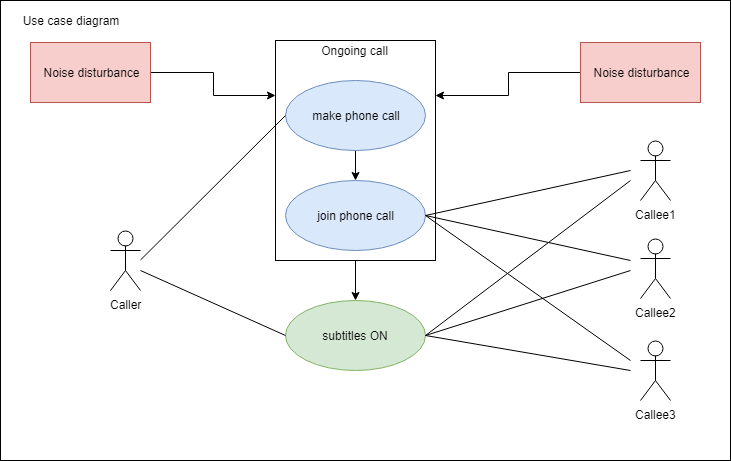 Use case diagram
Ongoing call
Noise disturbance
Noise disturbance
make phone call
join phone call
Callee1
Callee2
Caller
subtitles ON
Callee3